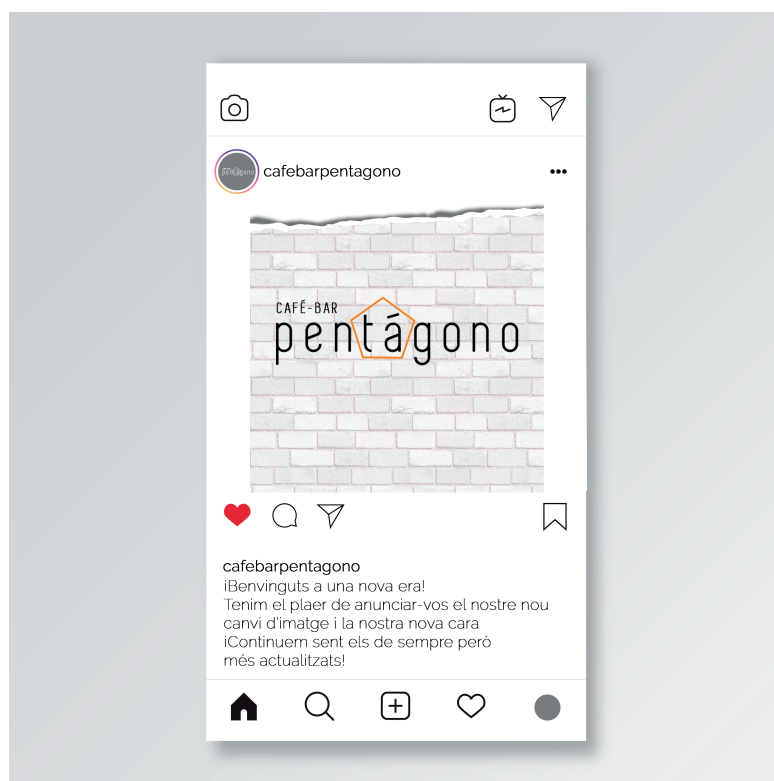 pentágono
cafebarpentagono
CAFÉ-BAR
pentágono
cafebarpentagono
¡Benvinguts a una nova era!
Tenim el plaer de anunciar-vos el nostre nou
canvi d'imatge i la nostra nova cara
¡Continuem sent els de sempre però
més actualitzats!